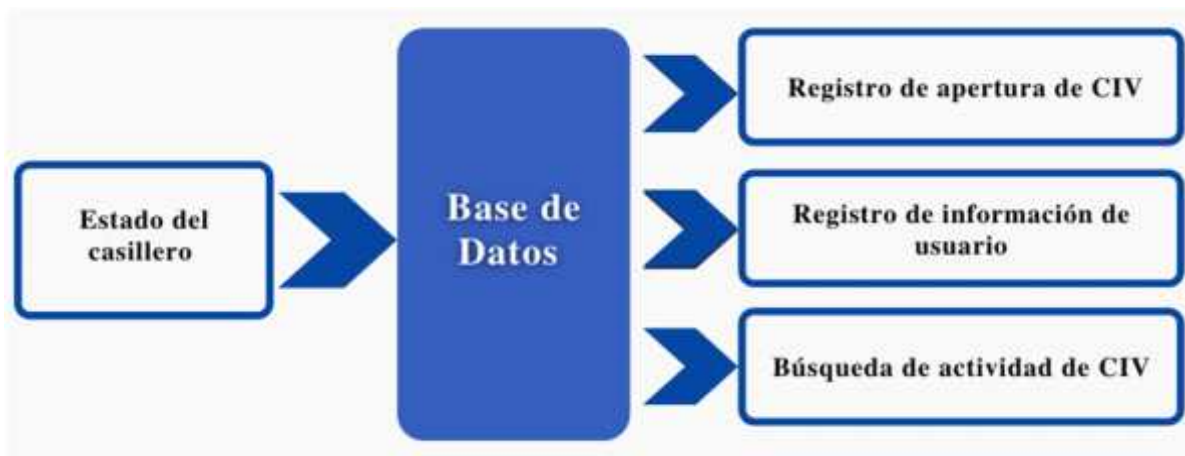 Estado del
casillero
Base de
Datos
Registro de apertura de CIV
Registro de información de
usuario
Búsqueda de actividad de CIV